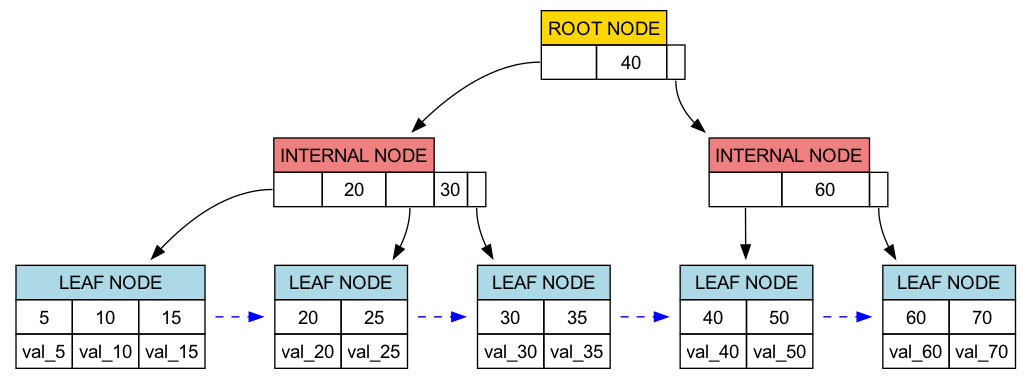 ROOT NODE
40
INTERNAL NODE INTERNAL NODE
20 30 60
LEAF NODE LEAF NODE LEAF NODE LEAF NODE LEAF NODE
5 10 15 20 25 30 35 40 50 60 70
val_5 val_10 val_15 val_20 val_25 val_30 val_35 val_40 val_50 val_60 val_70